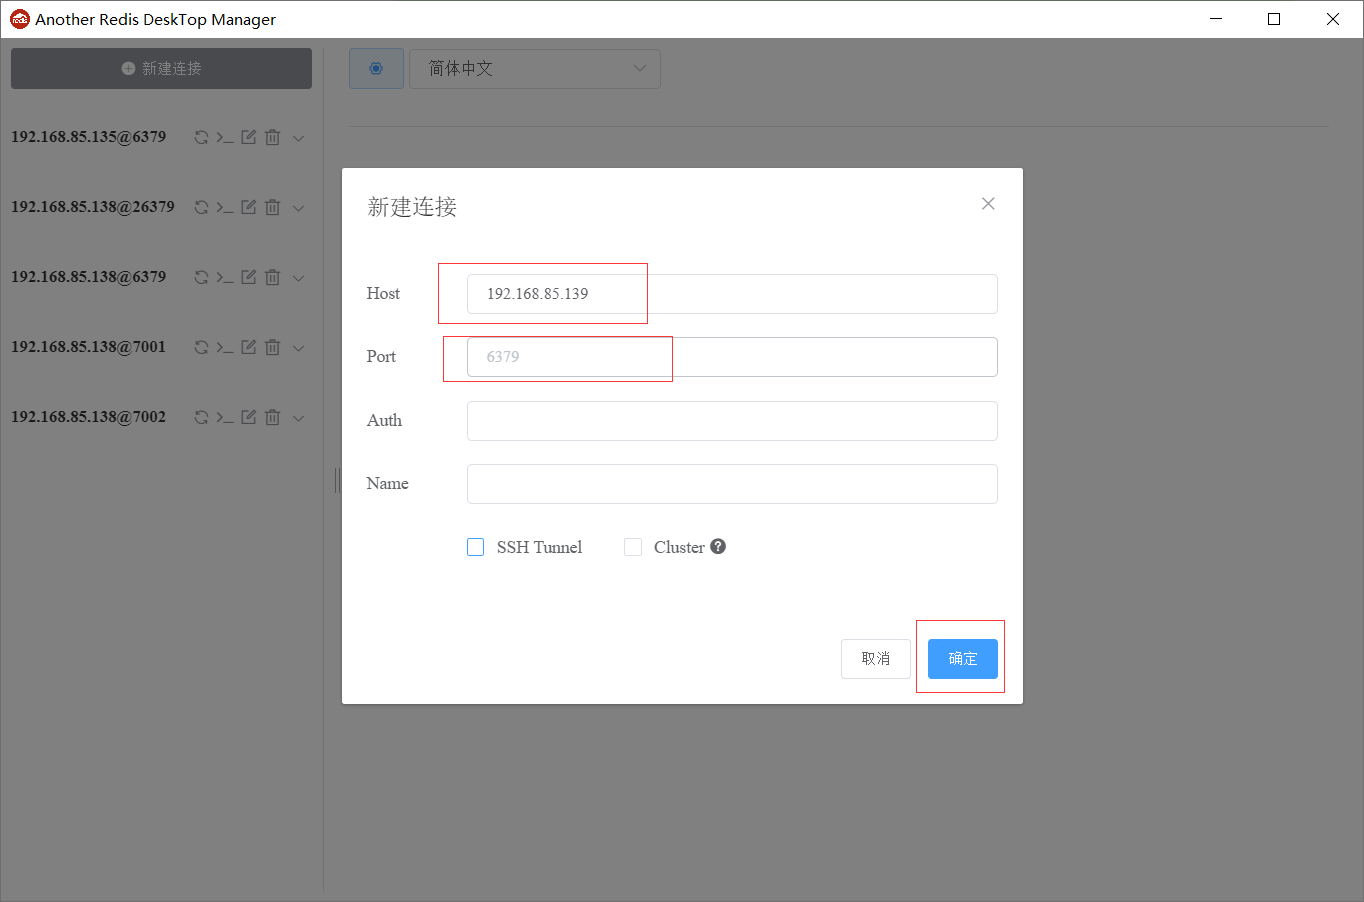 Another Redis DeskTop Manager
新建连接
简体中文
192.168.85.135@6379
192.168.85.138@26379
192.168.85.138@6379
192.168.85.138@7001
192.168.85.138@7002
新建连接
Host
192.168.85.139
Port
6379
Auth
Name
SSH Tunnel
Cluster ?
取消
确定